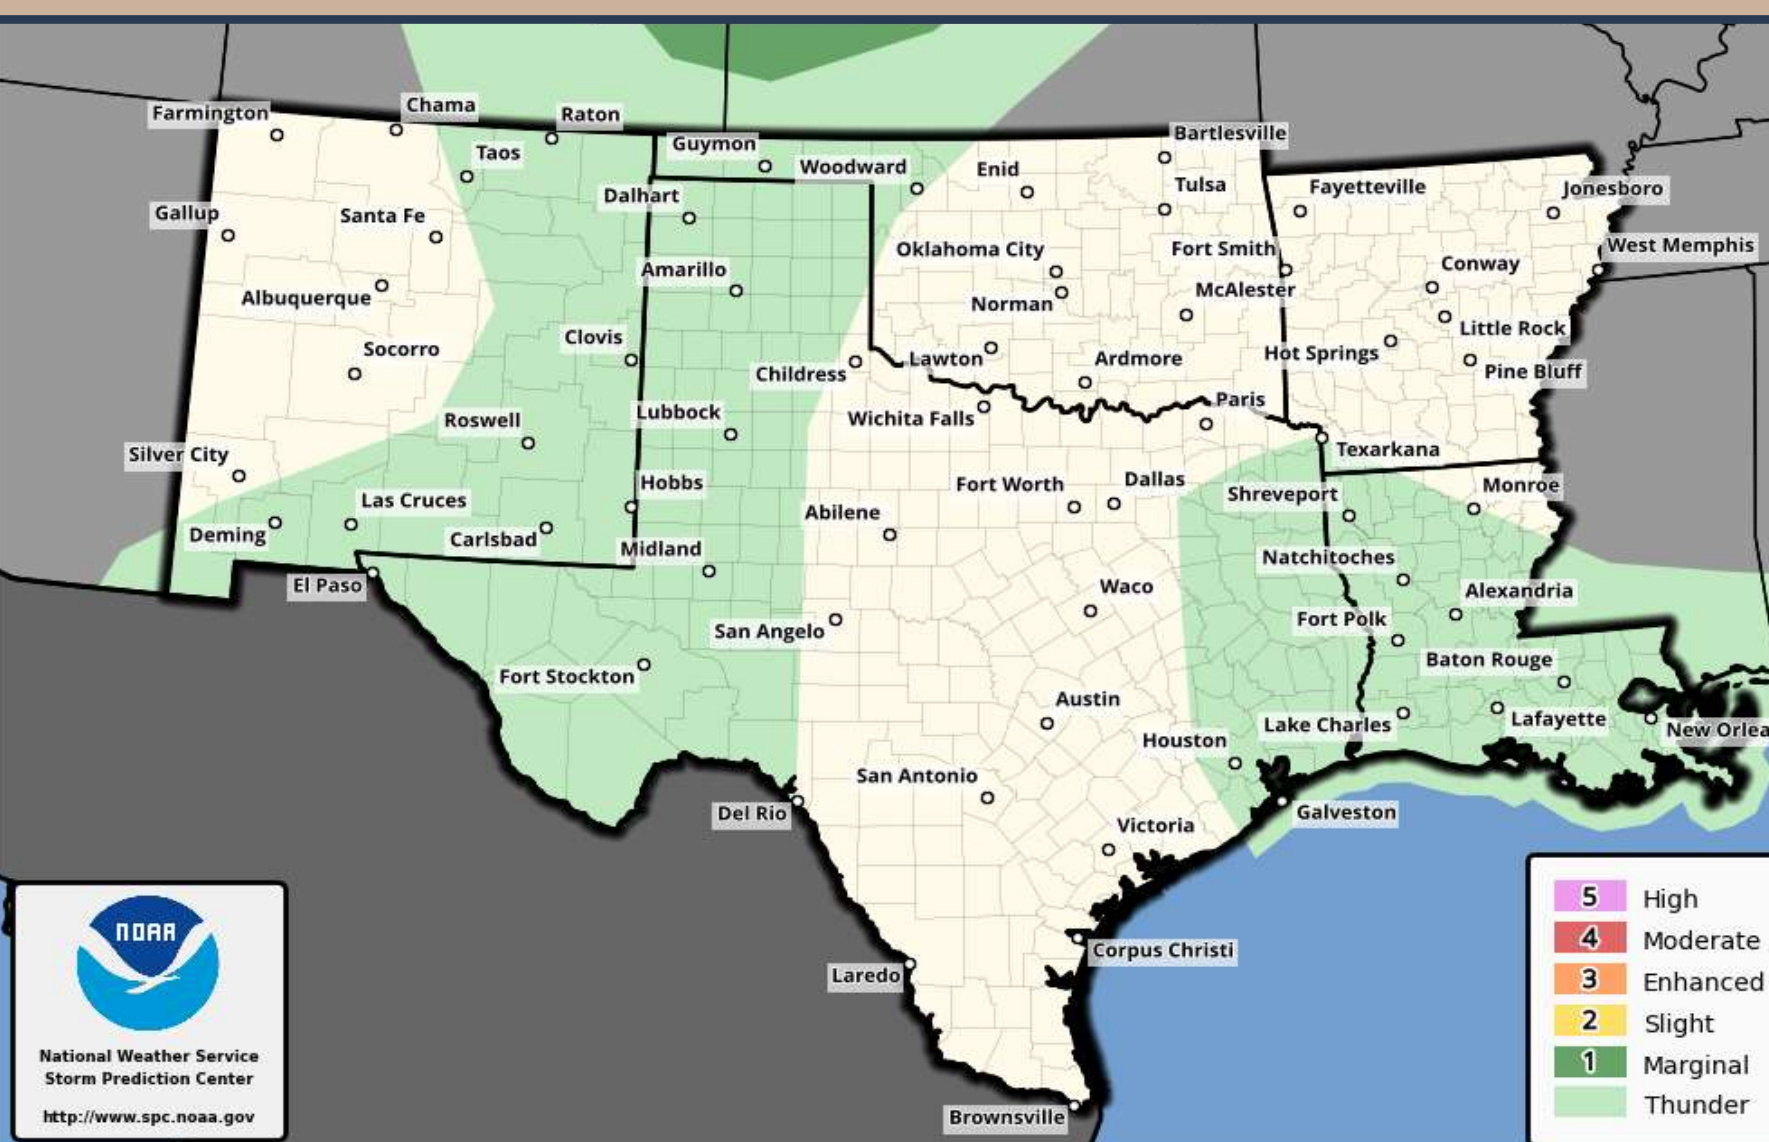 Farmington
Chama
Raton
Taos
Guymon
Woodward
Enid
Bartlesville
Tulsa
Fayetteville
Jonesboro
Gallup
Santa Fe
Dalhart
Oklahoma City
Fort Smith
Conway
West Memphis
Albuquerque
Amarillo
Norman
McAlester
Little Rock
Socorro
Clovis
Childress
Lawton
Ardmore
Hot Springs
Pine Bluff
Roswell
Lubbock
Wichita Falls
Paris
Texarkana
Silver City
Hobbs
Fort Worth
Dallas
Shreveport
Monroe
Las Cruces
Abilene
Deming
Carlsbad
Midland
Natchitoches
El Paso
Waco
Alexandria
San Angelo
Fort Polk
Fort Stockton
Baton Rouge
Austin
Lake Charles
Lafayette
New Orlea
Houston
San Antonio
Del Rio
Victoria
Galveston
Corpus Christi
Laredo
Brownsville
NOAA
National Weather Service
Storm Prediction Center
http://www.spc.noaa.gov
5 High
4 Moderate
3 Enhanced
2 Slight
1 Marginal
Thunder